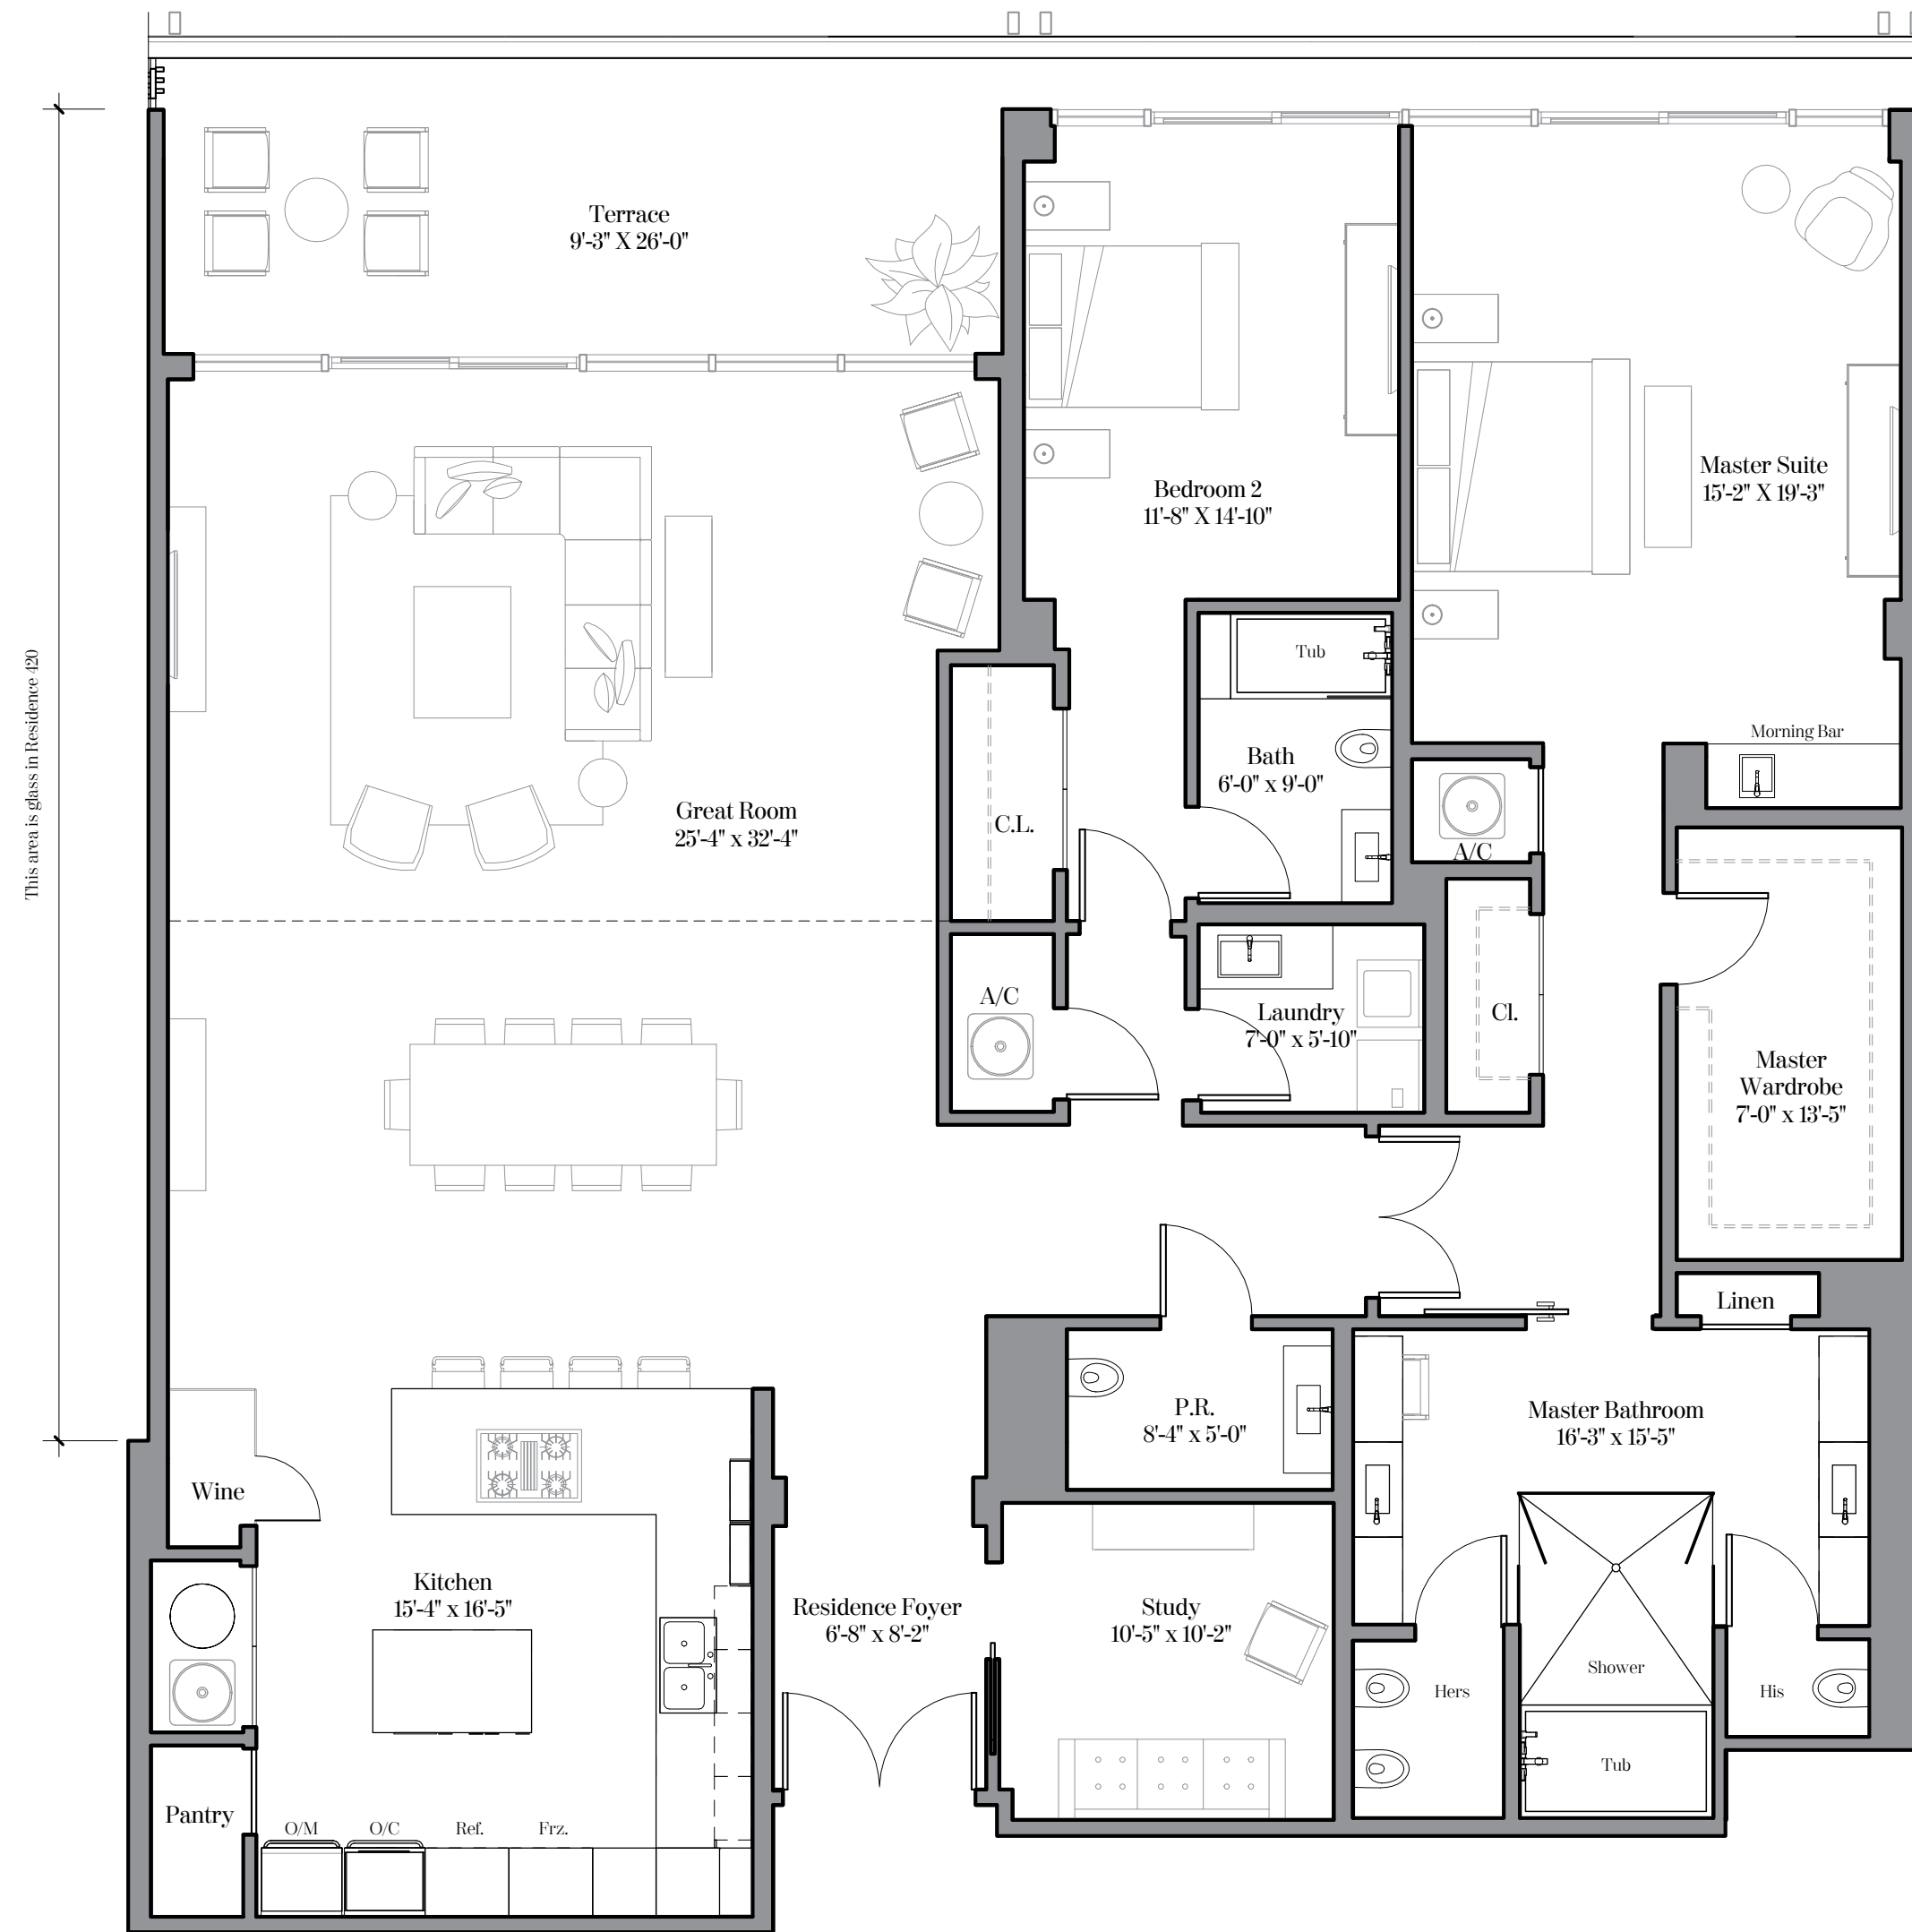 Terrace
9'-3" X 26'-0"
Bedroom 2
11'-8" X 14'-10"
Master Suite
15'-2" X 19'-3"
This area is glass in Residence 420
Great Room
25'-4" x 32'-4"
Tub
Bath
6'-0" x 9'-0"
Morning Bar
C.L.
A/C
A/C
Laundry
7'-0" x 5'-10"
Cl.
Master
Wardrobe
7'-0" x 13'-5"
Linen
P.R.
8'-4" x 5'-0"
Master Bathroom
16'-3" x 15'-5"
Wine
Kitchen
15'-4" x 16'-5"
Residence Foyer
6'-8" x 8'-2"
Study
10'-5" x 10'-2"
Hers
Shower
His
Tub
Pantry
O/M
O/C
Ref.
Frz.